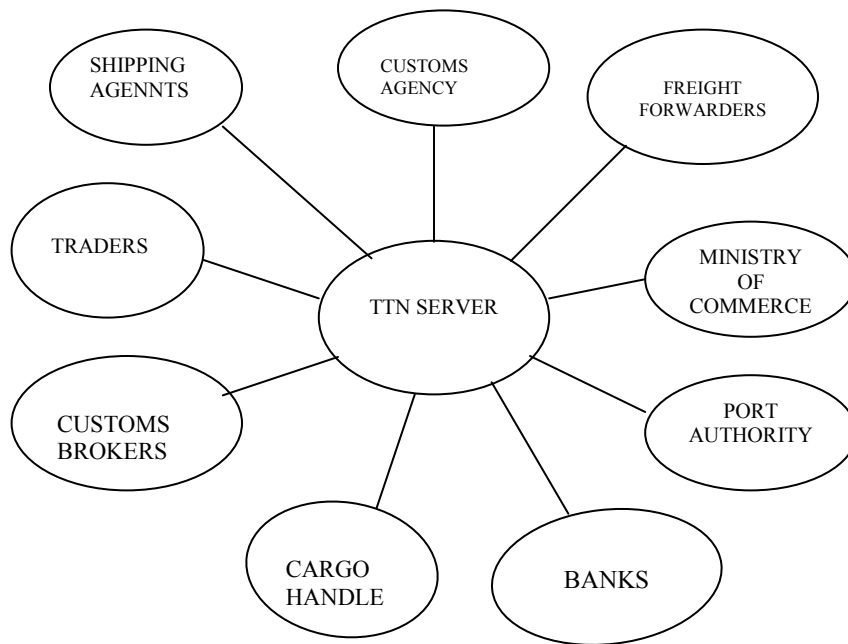 SHIPPING
AGENNTS
CUSTOMS
AGENCY
FREIGHT
FORWARDERS
TRADERS
TTN SERVER
MINISTRY
OF
COMMERCE
CUSTOMS
BROKERS
PORT
AUTHORITY
CARGO
HANDLE
BANKS